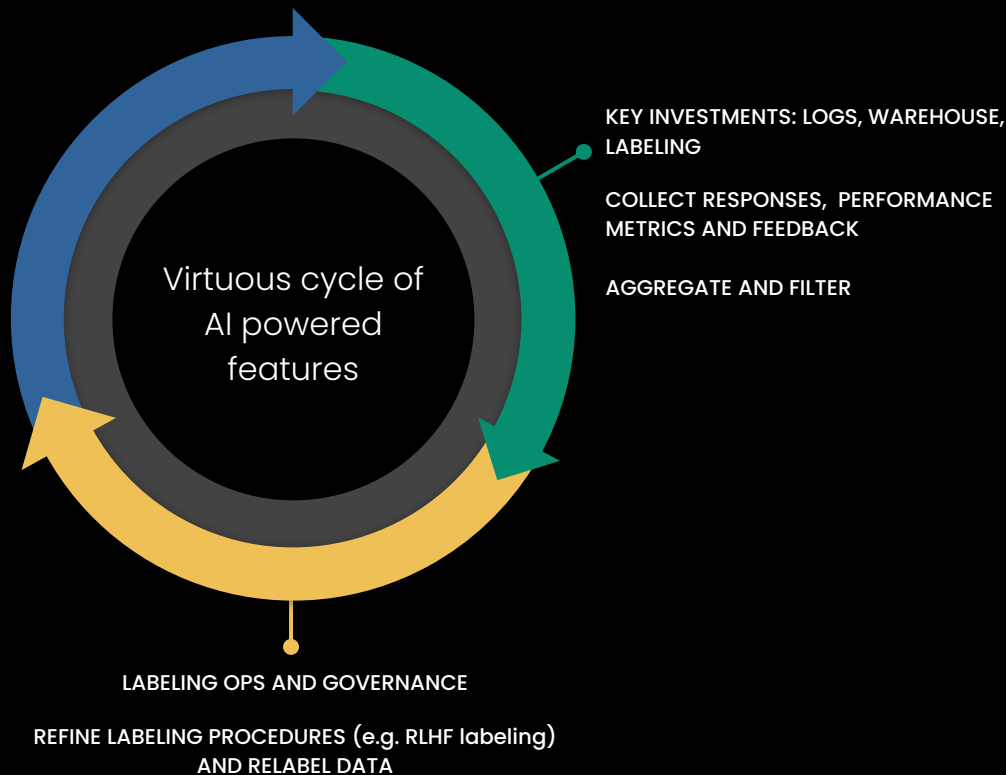 KEY INVESTMENTS: LOGS, WAREHOUSE,
LABELING
COLLECT RESPONSES,  PERFORMANCE
METRICS AND FEEDBACK
AGGREGATE AND FILTER
Virtuous cycle of
AI powered
features
LABELING OPS AND GOVERNANCE
REFINE LABELING PROCEDURES (e.g. RLHF labeling)
AND RELABEL DATA